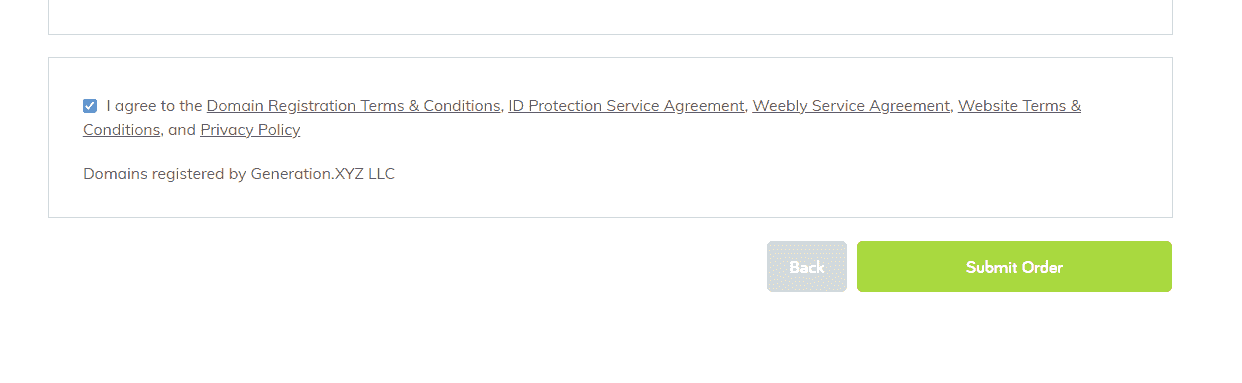 I agree to the Domain Registration Terms & Conditions, ID Protection Service Agreement, Weebly Service Agreement, Website Terms &
Conditions, and Privacy Policy
Domains registered by Generation.XYZ LLC
Back
Submit Order